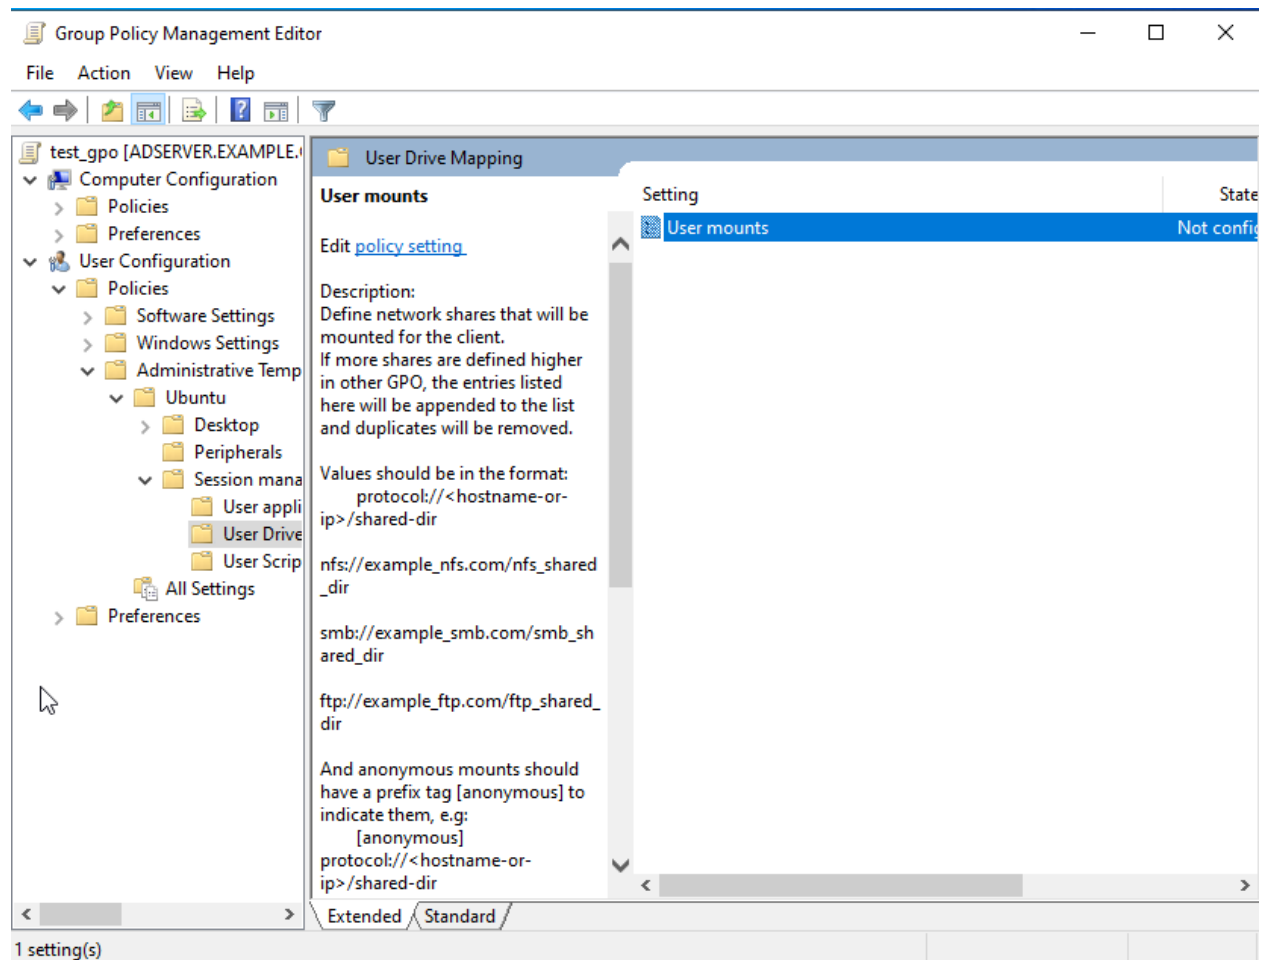 Group Policy Management Editor
File Action View Help
test_gpo [ADSERVER.EXAMPLE.
Computer Configuration
Policies
Preferences
User Configuration
Policies
Software Settings
Windows Settings
Administrative Temp
Ubuntu
Desktop
Peripherals
Session mana
User appli
User Drive
User Scrip
All Settings
Preferences
User Drive Mapping
User mounts
Edit policy setting
Description:
Define network shares that will be
mounted for the client.
If more shares are defined higher
in other GPO, the entries listed
here will be appended to the list
and duplicates will be removed.
Values should be in the format:
protocol://<hostname-or-
ip>/shared-dir
nfs://example_nfs.com/nfs_shared
_dir
smb://example_smb.com/smb_sh
ared_dir
ftp://example_ftp.com/ftp_shared_
dir
And anonymous mounts should
have a prefix tag [anonymous] to
indicate them, e.g:
[anonymous]
protocol://<hostname-or-
ip>/shared-dir
Setting State
User mounts Not config
Extended Standard
1 setting(s)